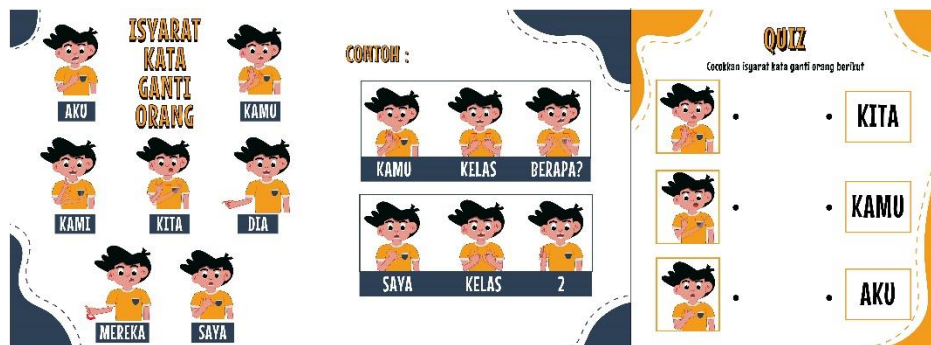 ISYARAT
KATA
GANTI
ORANG
AKU
KAMU
KAMI
KITA
DIA
MEREKA
SAYA
CONTOH :
KAMU KELAS BERAPA?
SAYA KELAS 2
QUIZ
Cocokkan isyarat kata ganti orang berikut
KITA
KAMU
AKU